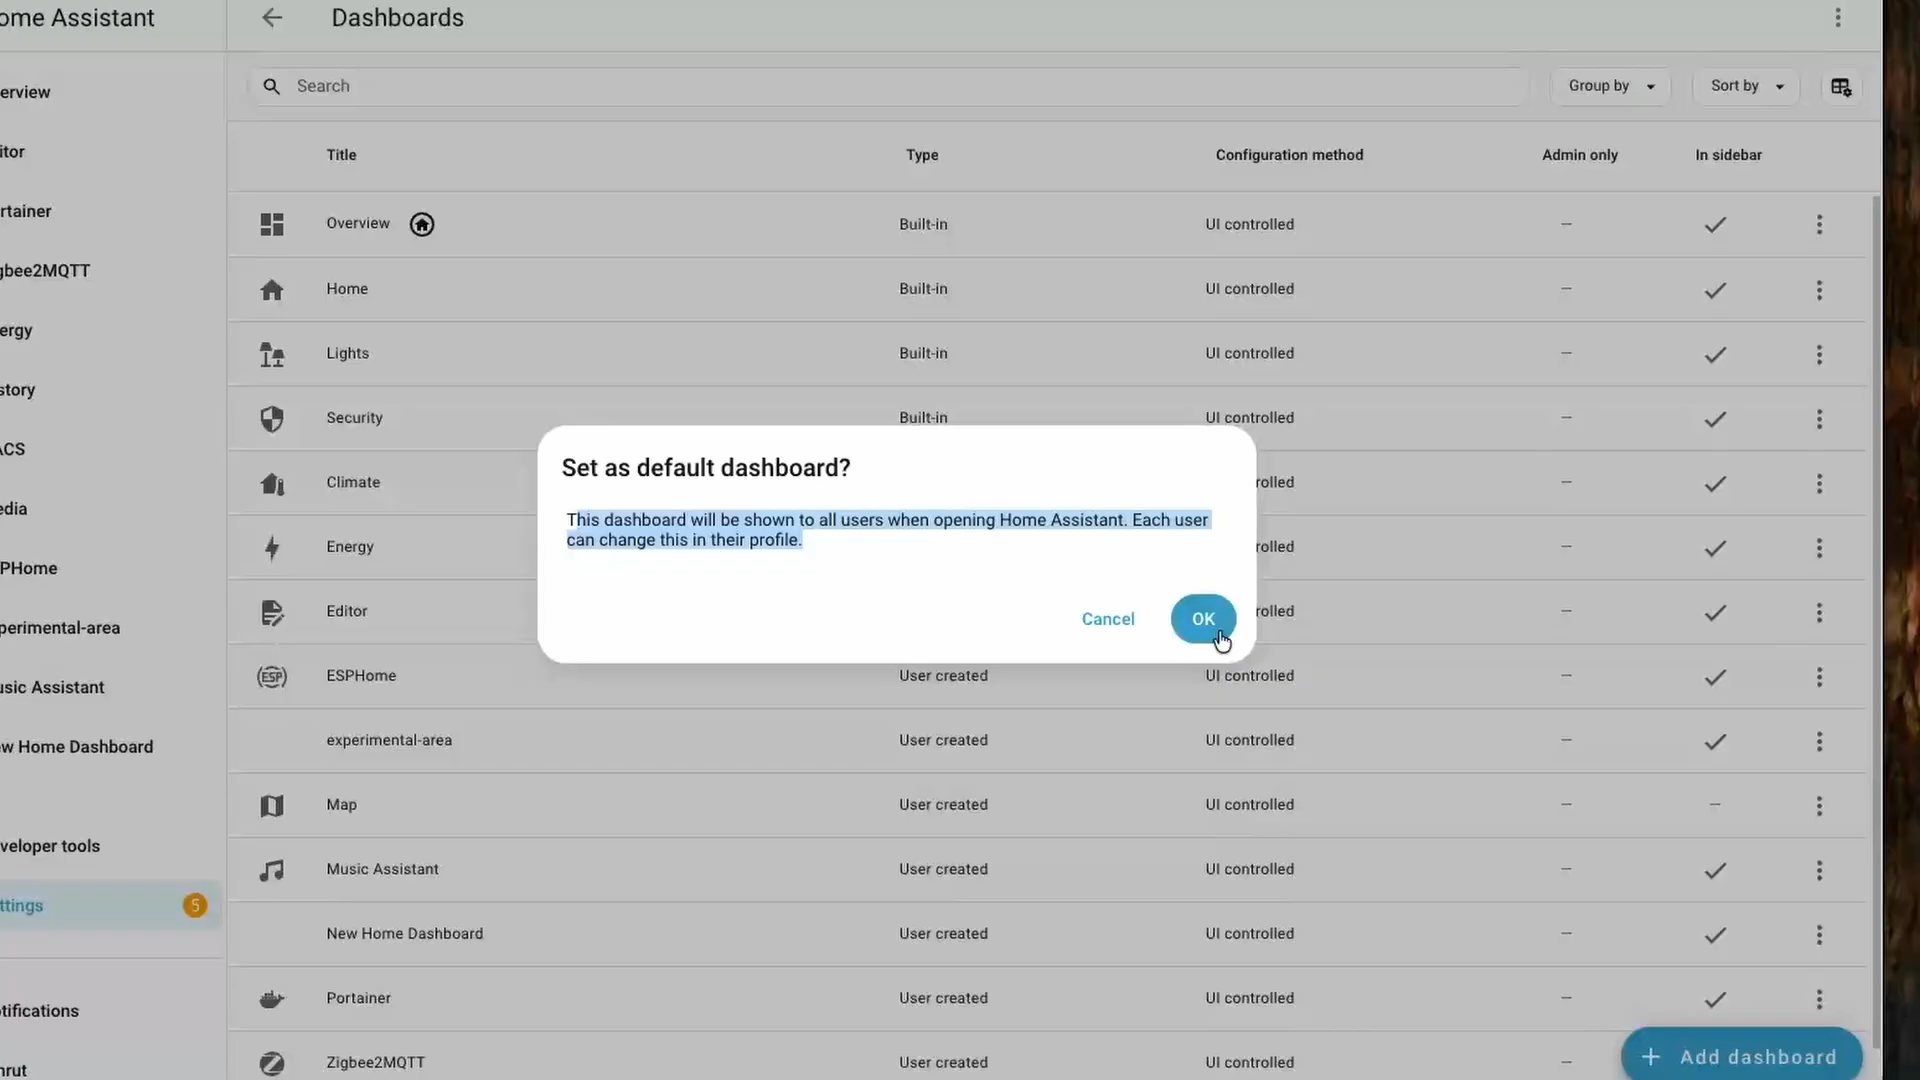 ome Assistant
Dashboards
erview
itor
rtainer
gbee2MQTT
ergy
story
ACS
edia
PHome
perimental-area
usic Assistant
ew Home Dashboard
veloper tools
ttings
5
tifications
Search
Group by
Sort by
Title Type Configuration method Admin only In sidebar
Overview Built-in UI controlled —
Home Built-in UI controlled —
Lights Built-in UI controlled —
Security Built-in UI controlled —
Climate rolled —
Energy rolled —
Editor rolled —
Set as default dashboard?
This dashboard will be shown to all users when opening Home Assistant. Each user
can change this in their profile.
Cancel
OK
ESP ESPHome User created UI controlled —
experimental-area User created UI controlled —
Map User created UI controlled — —
Music Assistant User created UI controlled —
New Home Dashboard User created UI controlled —
Portainer User created UI controlled —
Zigbee2MQTT User created UI controlled —
+ Add dashboard